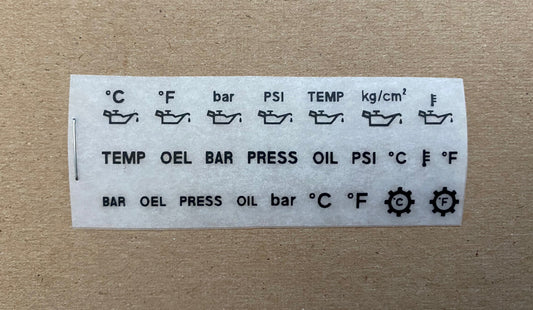 °C °F bar PSI TEMP kg/cm²
TEMP OEL BAR PRESS OIL PSI °C °F
BAR OEL PRESS OIL bar °C °F °C °F